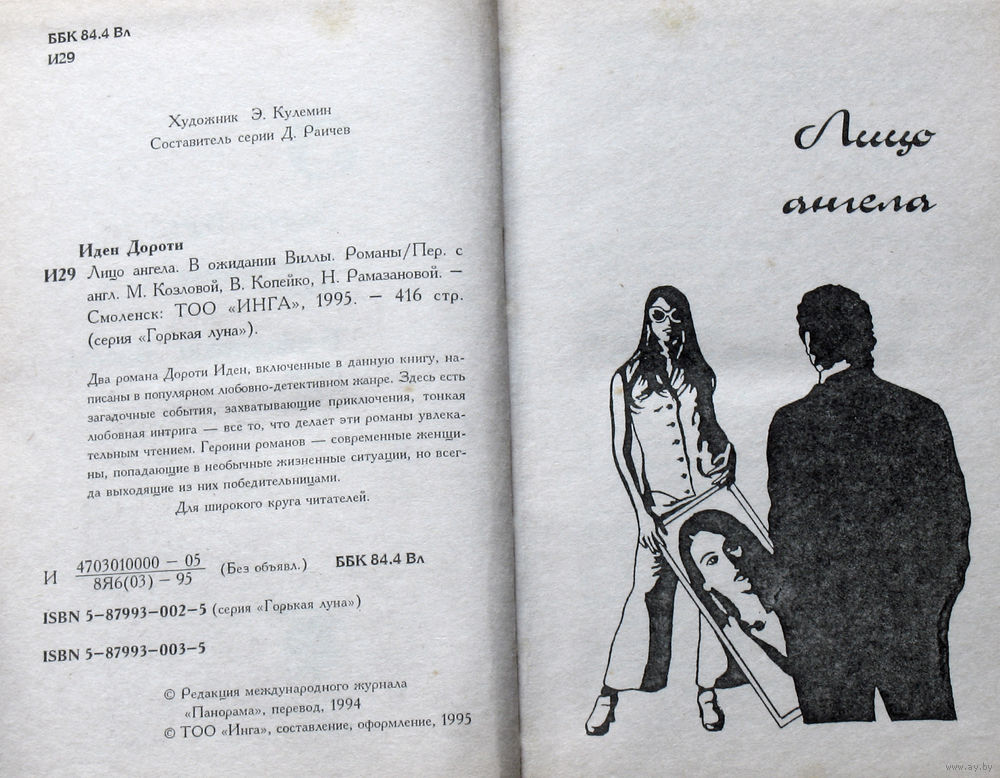 ББК 84.4 Вл
И29
Художник Э. Кулемин
Составитель серии Д. Раичев
Иден Дороти
И29 Лицо ангела. В ожидании Виллы. Романы/Пер. с
англ. М. Козловой, В. Копейко, Н. Рамазановой. —
Смоленск: ТОО «ИНГА», 1995. — 416 стр.
(серия «Горькая луна»).
Два романа Дороти Иден, включенные в данную книгу, на-
писаны в популярном любовно-детективном жанре. Здесь есть
загадочные события, захватывающие приключения, тонкая
любовная интрига — все то, что делает эти романы увлека-
тельным чтением. Героини романов — современные женщи-
ны, попадающие в необычные жизненные ситуации, но всег-
да выходящие из них победительницами.
Для широкого круга читателей.
И 4703010000 — 05
8Я6(03) — 95 (Без объявл.) ББК 84.4 Вл
ISBN 5–87993–002–5 (серия «Горькая луна»)
ISBN 5–87993–003–5
© Редакция международного журнала
«Панорама», перевод, 1994
© ТОО «Инга», составление, оформление, 1995
Лицо
ангела
www.ay.by